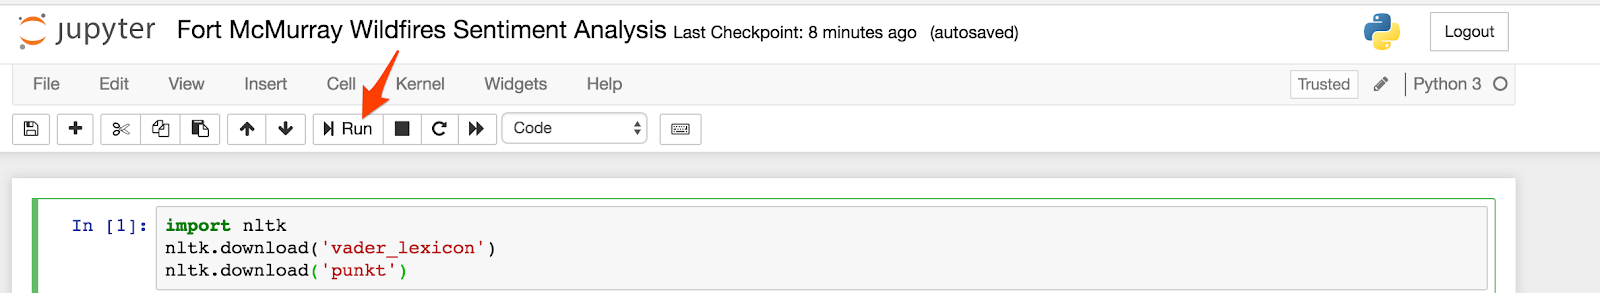 jupyter Fort McMurray Wildfires Sentiment Analysis Last Checkpoint: 8 minutes ago (autosaved) Logout
File Edit View Insert Cell Kernel Widgets Help Trusted Python 3
Run Code
In [1]: import nltk
nltk.download('vader_lexicon')
nltk.download('punkt')